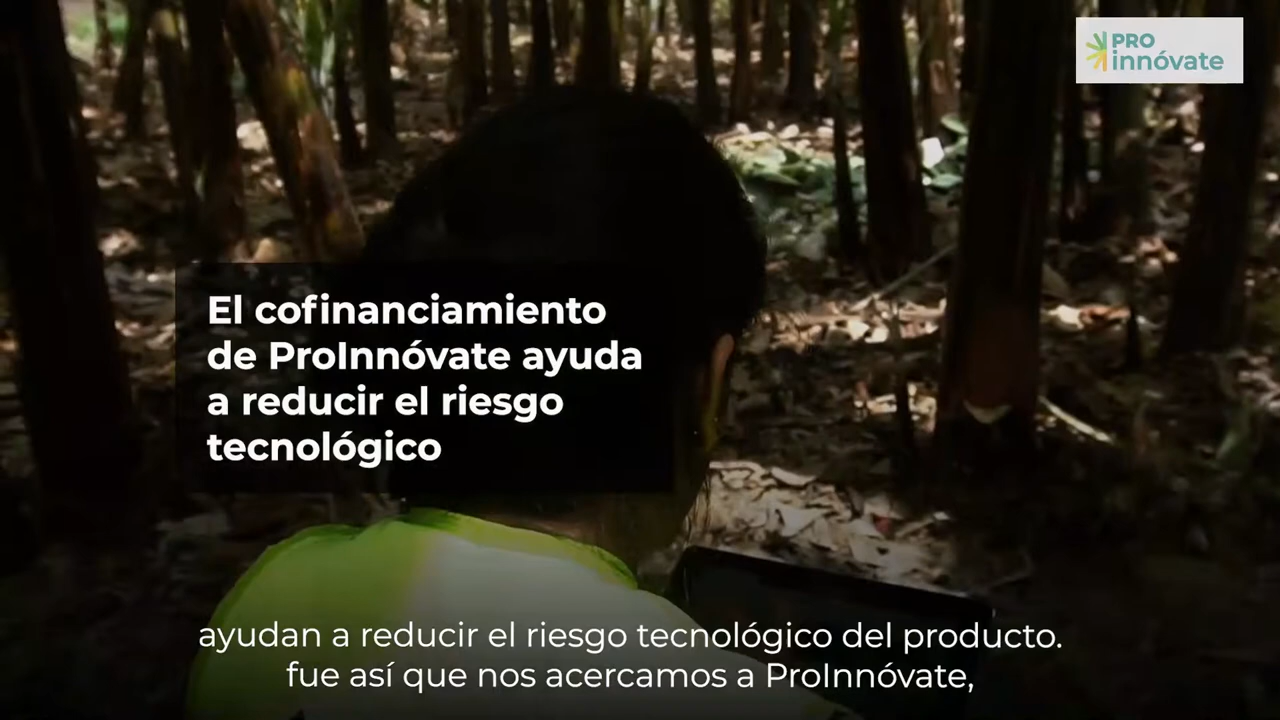 PRO
innóvate
El cofinanciamiento
de ProInnóvate ayuda
a reducir el riesgo
tecnológico
ayudan a reducir el riesgo tecnológico del producto.
fue así que nos acercamos a ProInnóvate,